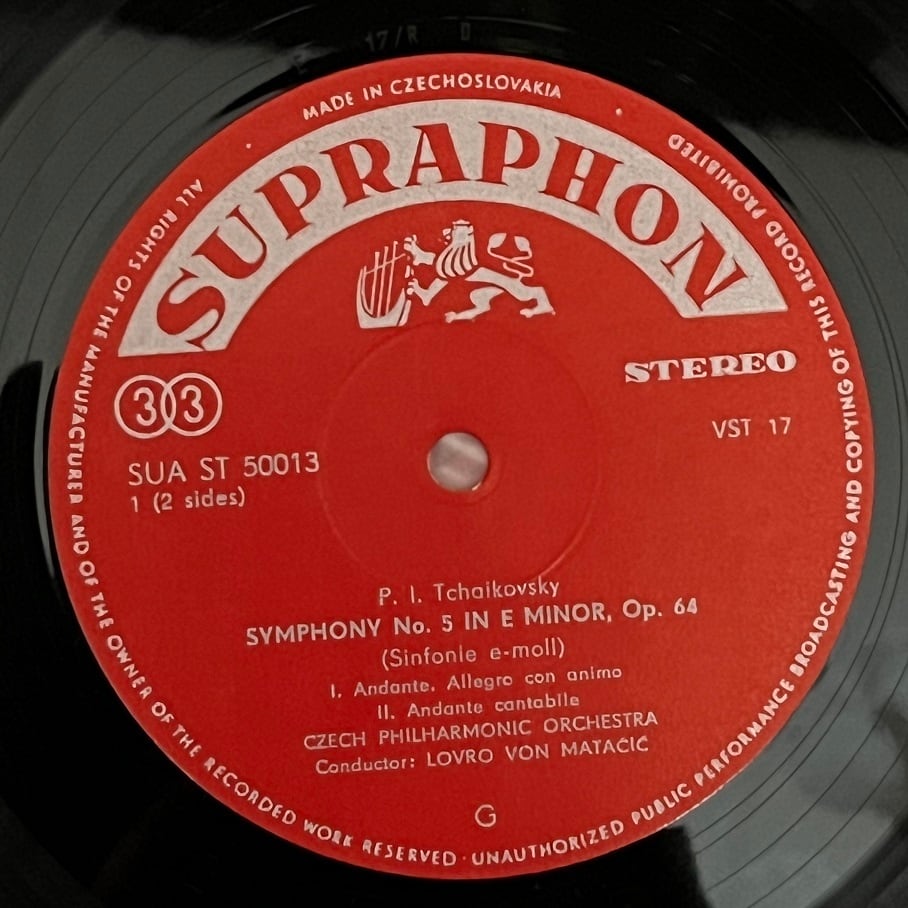 MADE IN CZECHOSLOVAKIA
SUPRAPHON
33
STEREO
SUA ST 50013
VST 17
1 (2 sides)
P. I. Tchaikovsky
SYMPHONY No. 5 IN E MINOR, Op. 64
(Sinfonie e-moll)
I. Andante. Allegro con animo
II. Andante cantabile
CZECH PHILHARMONIC ORCHESTRA
Conductor: LOVRO VON MATAČIĆ
G
ALL RIGHTS OF THE MANUFACTURER AND OF THE OWNER OF THE RECORDED WORK RESERVED · UNAUTHORIZED PUBLIC PERFORMANCE BROADCASTING AND COPYING OF THIS RECORD PROHIBITED
17/R